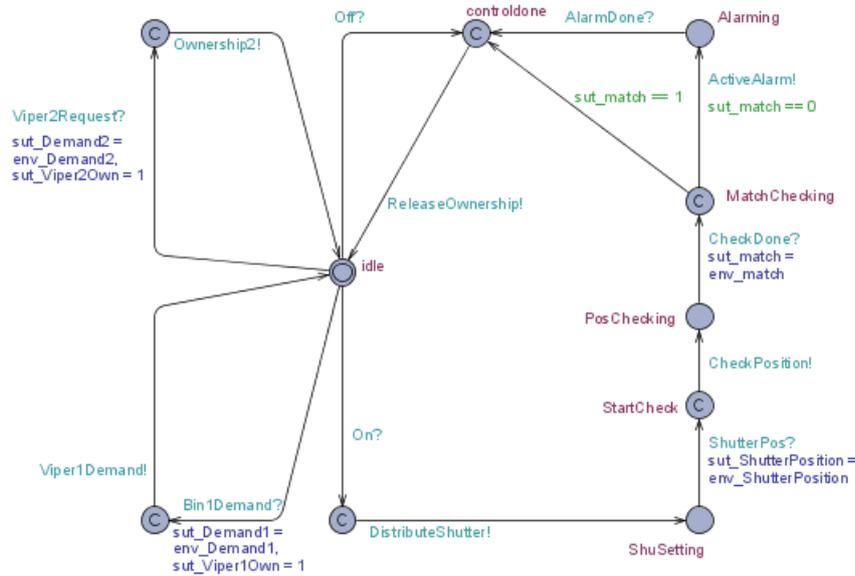 controldone
Off?
AlarmDone?
Alarming
C
Ownership2!
C
ActiveAlarm!
sut_match == 1
sut_match == 0
Viper2Request?
sut_Demand2 =
env_Demand2,
sut_Viper2Own = 1
C
MatchChecking
ReleaseOwnership!
CheckDone?
sut_match =
env_match
idle
PosChecking
CheckPosition!
StartCheck
C
On?
ShutterPos?
sut_ShutterPosition =
env_ShutterPosition
Viper1Demand!
Bin1Demand?
C
C
DistributeShutter!
sut_Demand1 =
env_Demand1,
sut_Viper1Own = 1
ShuSetting